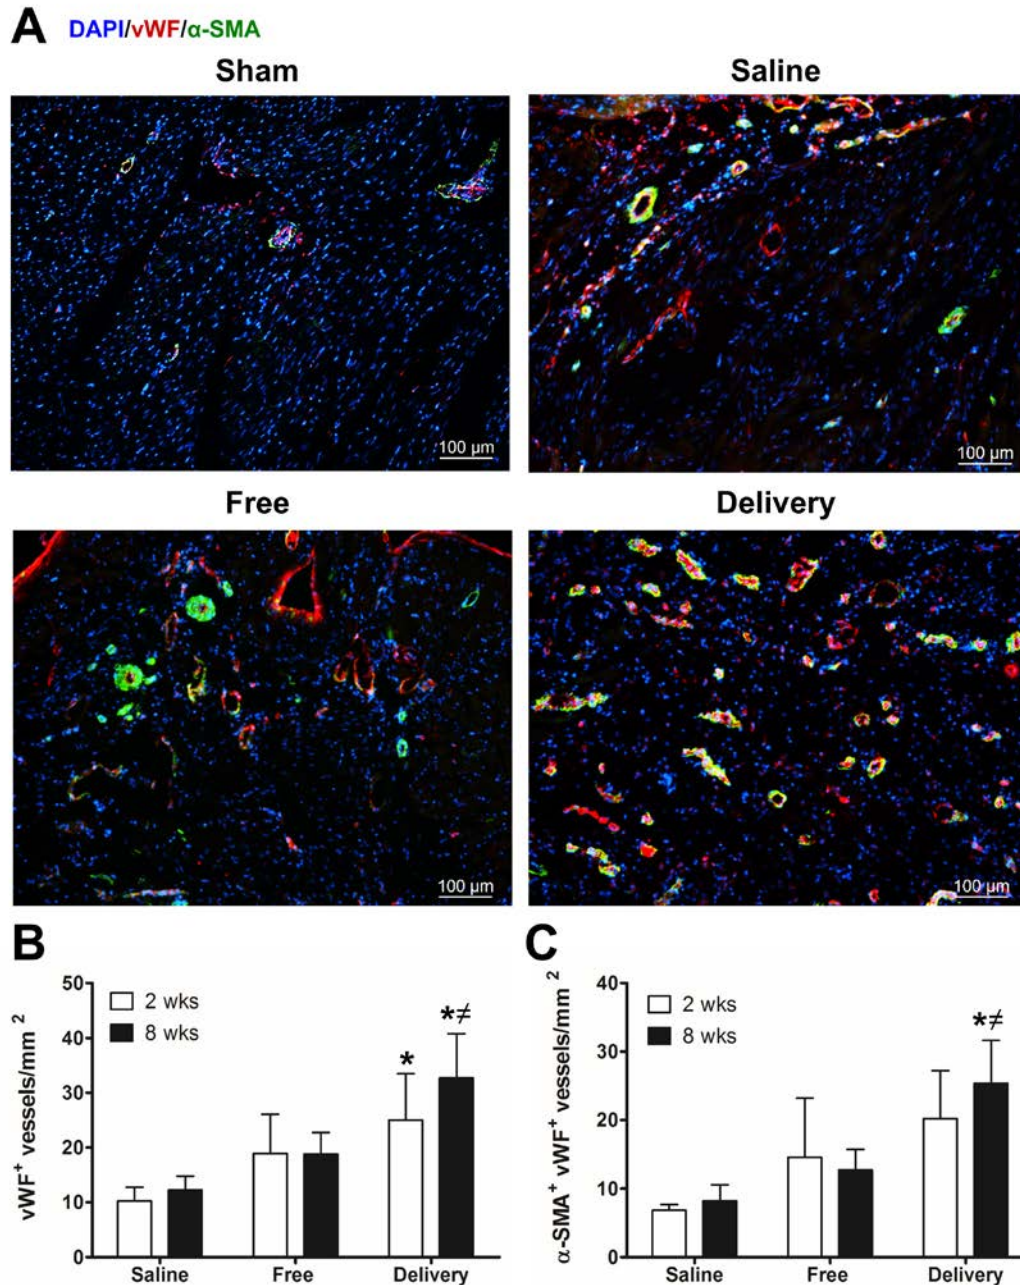 A DAPI/vWF/α-SMA
Sham Saline
100 µm 100 µm
Free Delivery
100 µm 100 µm
B
vWF⁺ vessels/mm²
50
40
30
20
10
0
2 wks
8 wks
*
*≠
Saline Free Delivery
C
α-SMA⁺ vWF⁺ vessels/mm²
40
30
20
10
0
2 wks
8 wks
*≠
Saline Free Delivery